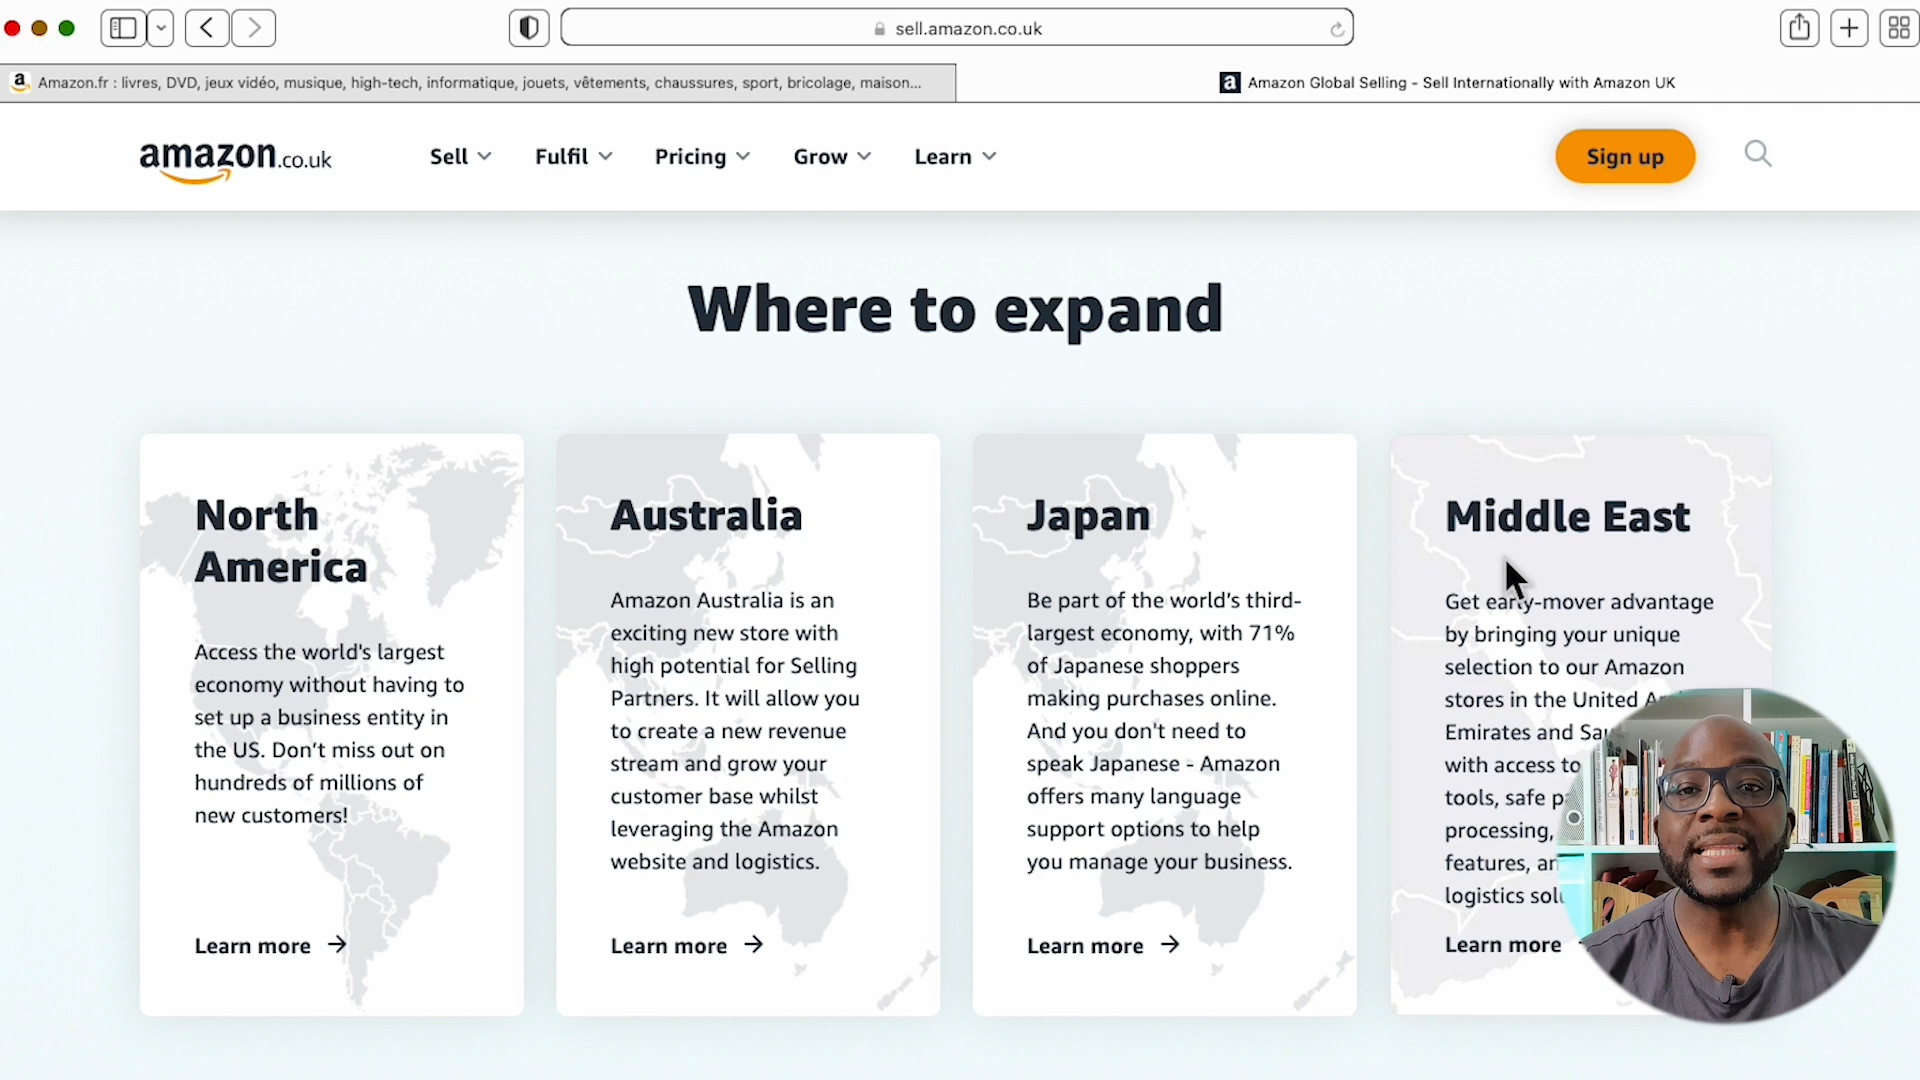 sell.amazon.co.uk
Amazon.fr : livres, DVD, jeux vidéo, musique, high-tech, informatique, jouets, vêtements, chaussures, sport, bricolage, maison...
Amazon Global Selling - Sell Internationally with Amazon UK
amazon.co.uk
Sell
Fulfil
Pricing
Grow
Learn
Sign up
Where to expand
North
America
Access the world's largest
economy without having to
set up a business entity in
the US. Don't miss out on
hundreds of millions of
new customers!
Learn more
Australia
Amazon Australia is an
exciting new store with
high potential for Selling
Partners. It will allow you
to create a new revenue
stream and grow your
customer base whilst
leveraging the Amazon
website and logistics.
Learn more
Japan
Be part of the world's third-
largest economy, with 71%
of Japanese shoppers
making purchases online.
And you don't need to
speak Japanese - Amazon
offers many language
support options to help
you manage your business.
Learn more
Middle East
Get early-mover advantage
by bringing your unique
selection to our Amazon
stores in the United
Emirates and
with access to
tools, safe
processing,
features,
logistics
Learn more